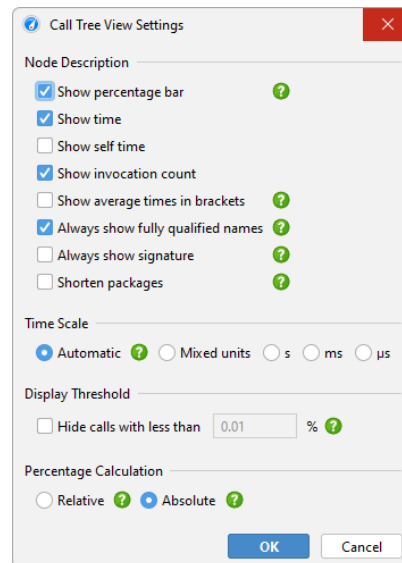 Call Tree View Settings
Node Description
Show percentage bar ?
Show time
Show self time
Show invocation count
Show average times in brackets ?
Always show fully qualified names ?
Always show signature ?
Shorten packages ?
Time Scale
Automatic ? Mixed units s ms µs
Display Threshold
Hide calls with less than 0.01 % ?
Percentage Calculation
Relative ? Absolute ?
OK Cancel